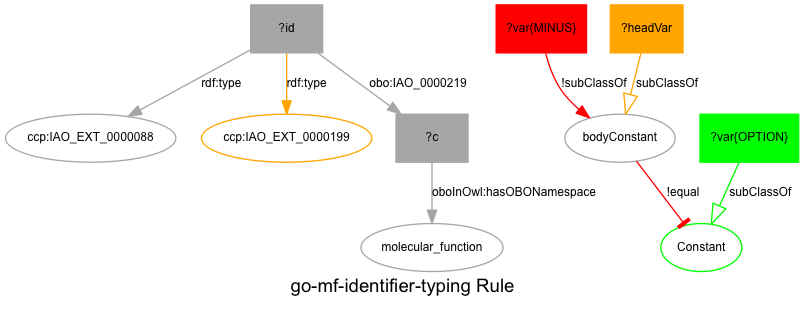 ?id
?var{MINUS}
?headVar
rdf:type
rdf:type
obo:IAO_0000219
!subClassOf
subClassOf
ccp:IAO_EXT_0000088
ccp:IAO_EXT_0000199
?c
bodyConstant
?var{OPTION}
oboInOwl:hasOBONamespace
!equal
subClassOf
molecular_function
Constant
go-mf-identifier-typing Rule